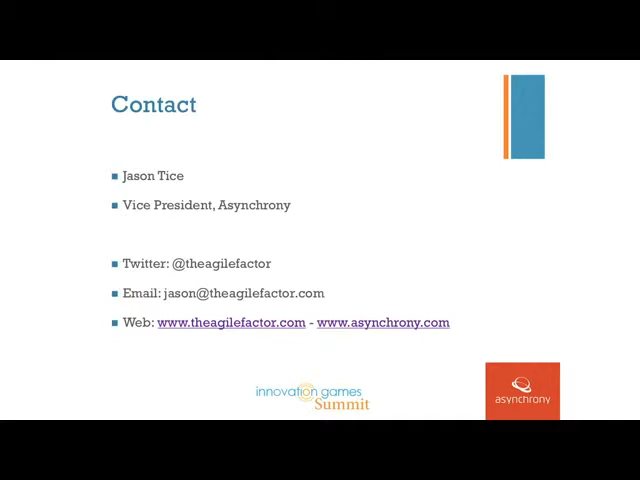 Contact
Jason Tice
Vice President, Asynchrony
Twitter: @theagilefactor
Email: jason@theagilefactor.com
Web: www.theagilefactor.com - www.asynchrony.com
innovation games
Summit
asynchrony